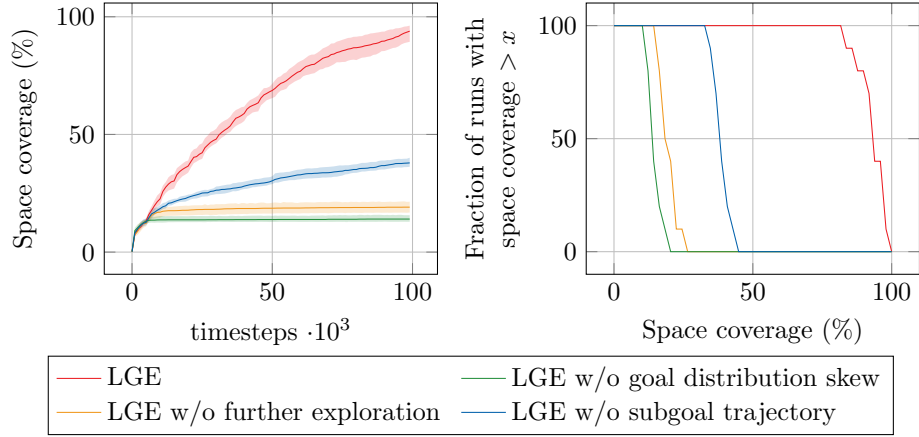 100
50
0
0
50
100
Space coverage (%)
timesteps ·10³
100
50
0
0
50
100
Fraction of runs with
space coverage > x
Space coverage (%)
LGE
LGE w/o goal distribution skew
LGE w/o further exploration
LGE w/o subgoal trajectory